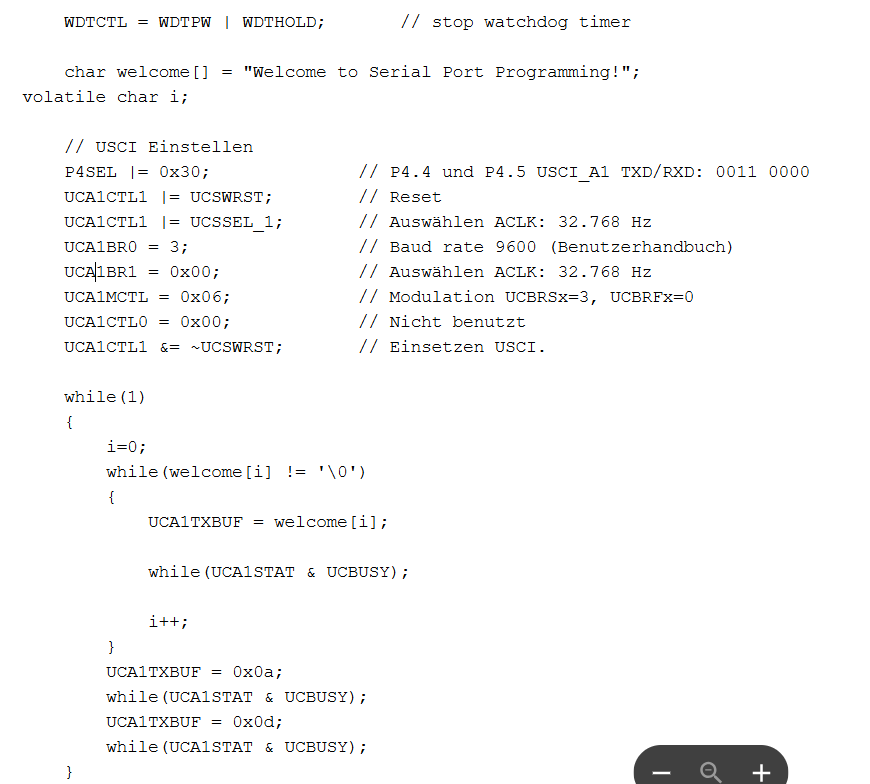 WDTCTL = WDTPW | WDTHOLD; // stop watchdog timer
char welcome[] = "Welcome to Serial Port Programming!";
volatile char i;
// USCI Einstellen
P4SEL |= 0x30; // P4.4 und P4.5 USCI_A1 TXD/RXD: 0011 0000
UCA1CTL1 |= UCSWRST; // Reset
UCA1CTL1 |= UCSSEL_1; // Auswählen ACLK: 32.768 Hz
UCA1BR0 = 3; // Baud rate 9600 (Benutzerhandbuch)
UCA1BR1 = 0x00; // Auswählen ACLK: 32.768 Hz
UCA1MCTL = 0x06; // Modulation UCBRSx=3, UCBRFx=0
UCA1CTL0 = 0x00; // Nicht benutzt
UCA1CTL1 &= ~UCSWRST; // Einsetzen USCI.
while(1)
{
i=0;
while(welcome[i] != '\0')
{
UCA1TXBUF = welcome[i];
while(UCA1STAT & UCBUSY);
i++;
}
UCA1TXBUF = 0x0a;
while(UCA1STAT & UCBUSY);
UCA1TXBUF = 0x0d;
while(UCA1STAT & UCBUSY);
}